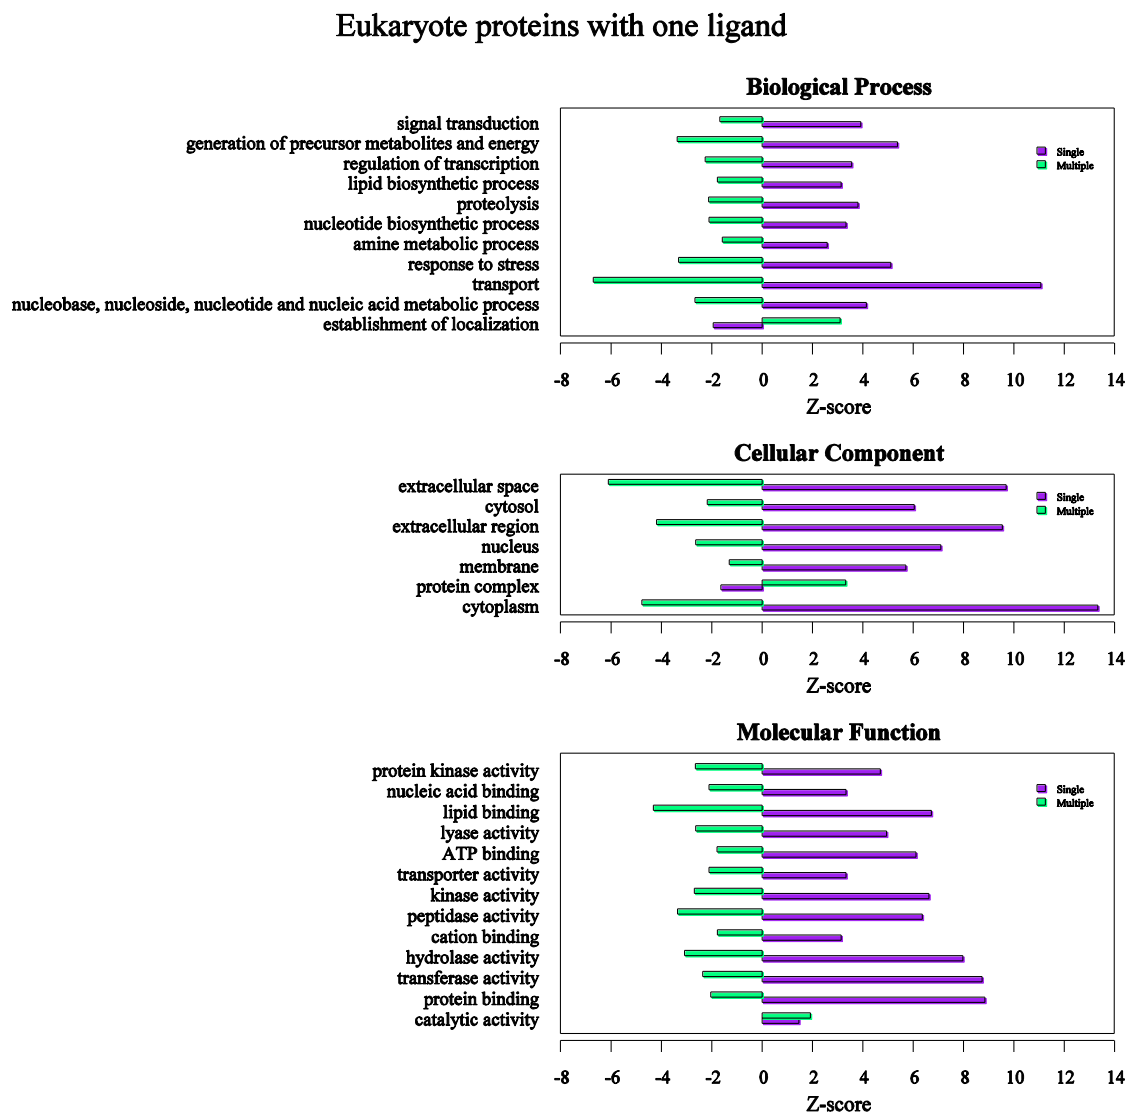 Eukaryote proteins with one ligand
Biological Process
signal transduction
generation of precursor metabolites and energy
regulation of transcription
lipid biosynthetic process
proteolysis
nucleotide biosynthetic process
amine metabolic process
response to stress
transport
nucleobase, nucleoside, nucleotide and nucleic acid metabolic process
establishment of localization
Single
Multiple
-8 -6 -4 -2 0 2 4 6 8 10 12 14
Z-score
Cellular Component
extracellular space
cytosol
extracellular region
nucleus
membrane
protein complex
cytoplasm
Single
Multiple
-8 -6 -4 -2 0 2 4 6 8 10 12 14
Z-score
Molecular Function
protein kinase activity
nucleic acid binding
lipid binding
lyase activity
ATP binding
transporter activity
kinase activity
peptidase activity
cation binding
hydrolase activity
transferase activity
protein binding
catalytic activity
Single
Multiple
-8 -6 -4 -2 0 2 4 6 8 10 12 14
Z-score